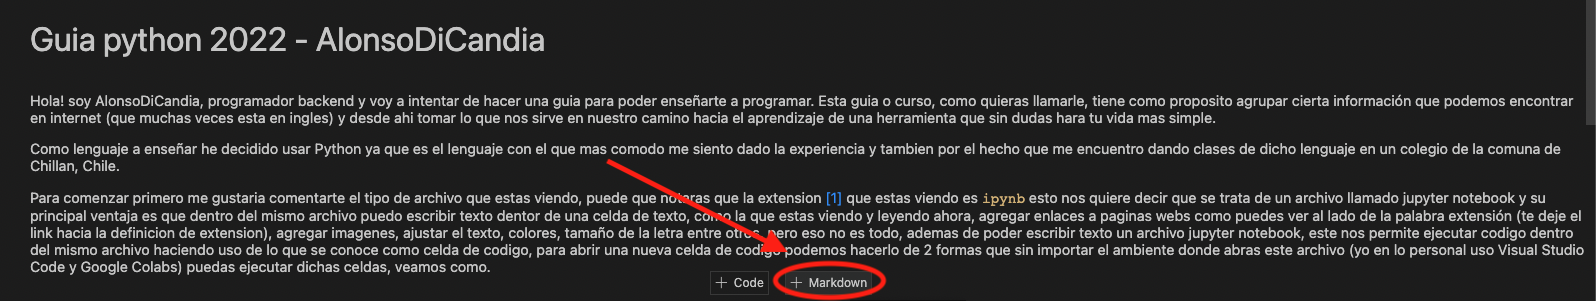 Guia python 2022 - AlonsoDiCandia
Hola! soy AlonsoDiCandia, programador backend y voy a intentar de hacer una guia para poder enseñarte a programar. Esta guia o curso, como quieras llamarle, tiene como proposito agrupar cierta información que podemos encontrar
en internet (que muchas veces esta en ingles) y desde ahi tomar lo que nos sirve en nuestro camino hacia el aprendizaje de una herramienta que sin dudas hara tu vida mas simple.
Como lenguaje a enseñar he decidido usar Python ya que es el lenguaje con el que mas comodo me siento dado la experiencia y tambien por el hecho que me encuentro dando clases de dicho lenguaje en un colegio de la comuna de
Chillan, Chile.
Para comenzar primero me gustaria comentarte el tipo de archivo que estas viendo, puede que notaras que la extension [1] que estas viendo es ipynb esto nos quiere decir que se trata de un archivo llamado jupyter notebook y su
principal ventaja es que dentro del mismo archivo puedo escribir texto dentor de una celda de texto, como la que estas viendo y leyendo ahora, agregar enlaces a paginas webs como puedes ver al lado de la palabra extensión (te deje el
link hacia la definicion de extension), agregar imagenes, ajustar el texto, colores, tamaño de la letra entre otros, pero eso no es todo, ademas de poder escribir texto un archivo jupyter notebook, este nos permite ejecutar codigo dentro
del mismo archivo haciendo uso de lo que se conoce como celda de codigo, para abrir una nueva celda de codigo podemos hacerlo de 2 formas que sin importar el ambiente donde abras este archivo (yo en lo personal uso Visual Studio
Code y Google Colabs) puedas ejecutar dichas celdas, veamos como.
+ Code + Markdown